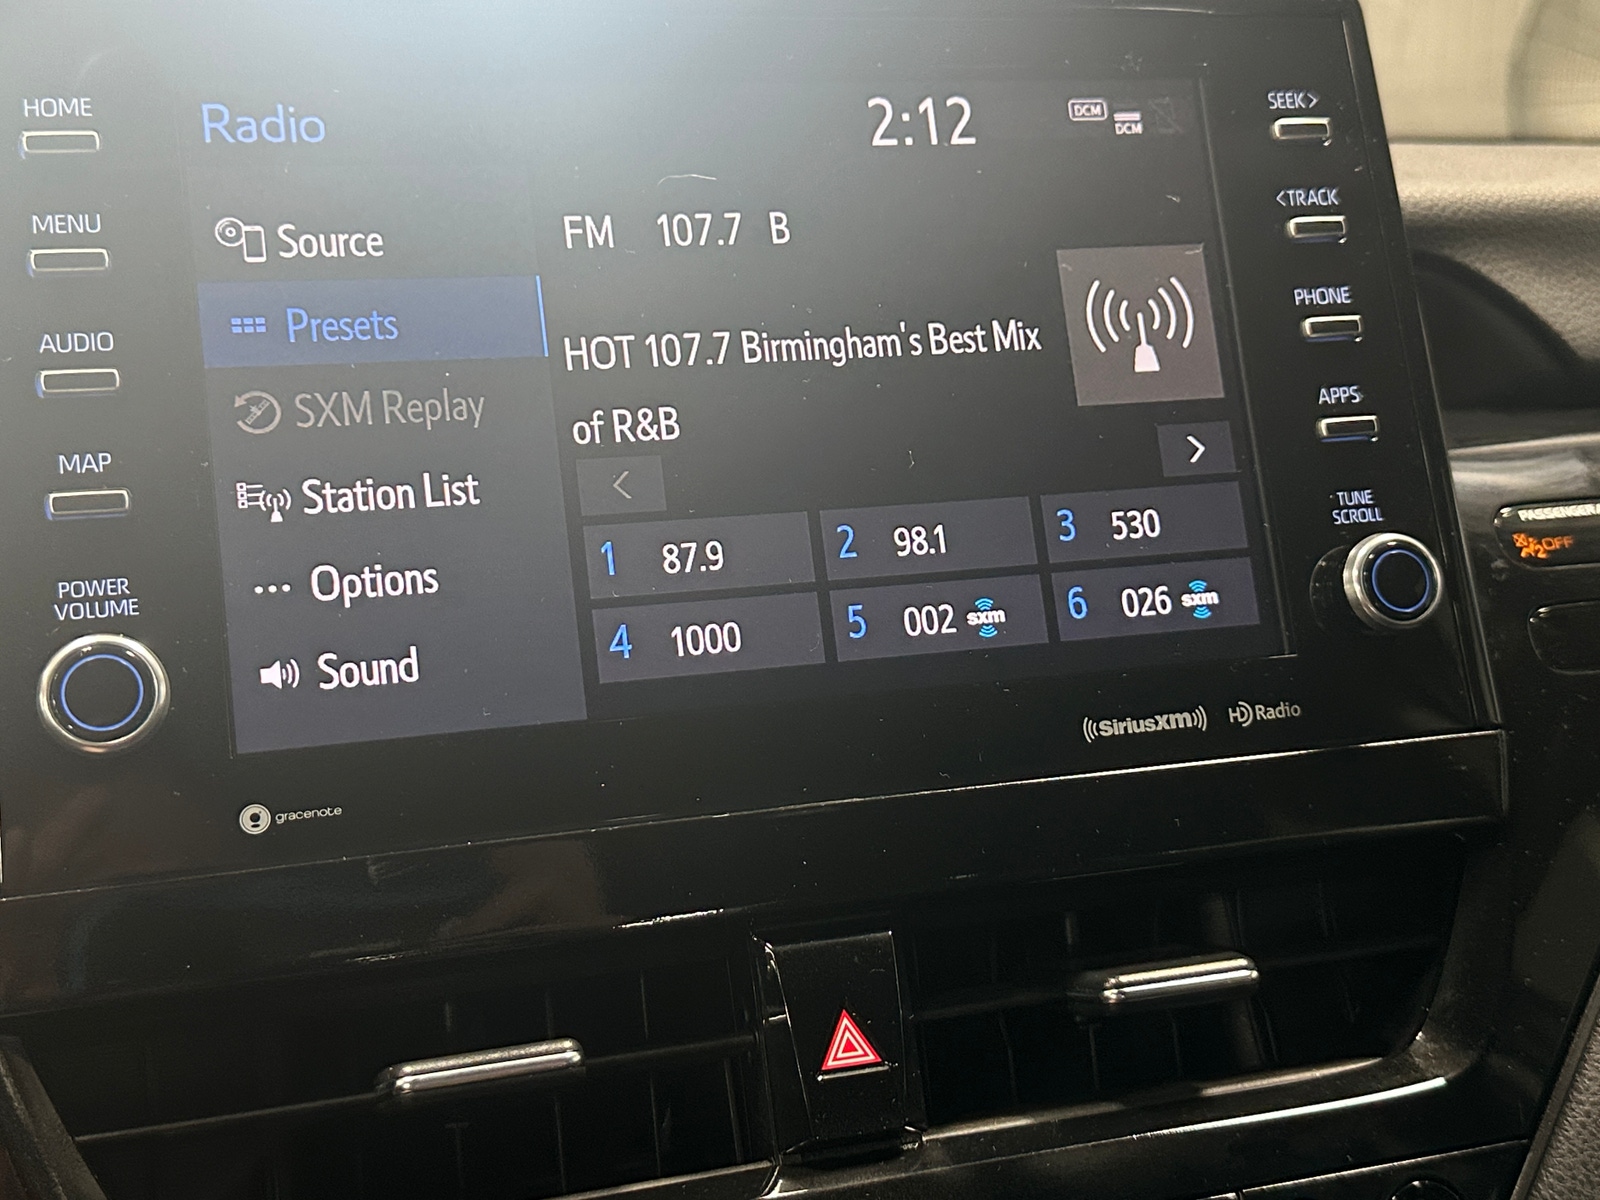 HOME
MENU
AUDIO
MAP
POWER
VOLUME
Radio
2:12
DCM
DCM
Source
Presets
SXM Replay
Station List
Options
Sound
FM 107.7 B
HOT 107.7 Birmingham's Best Mix
of R&B
<
>
1 87.9
2 98.1
3 530
4 1000
5 002 sxm
6 026 sxm
SEEK>
<TRACK
PHONE
APPS
TUNE
SCROLL
OFF
((SiriusXM))
HD Radio
gracenote